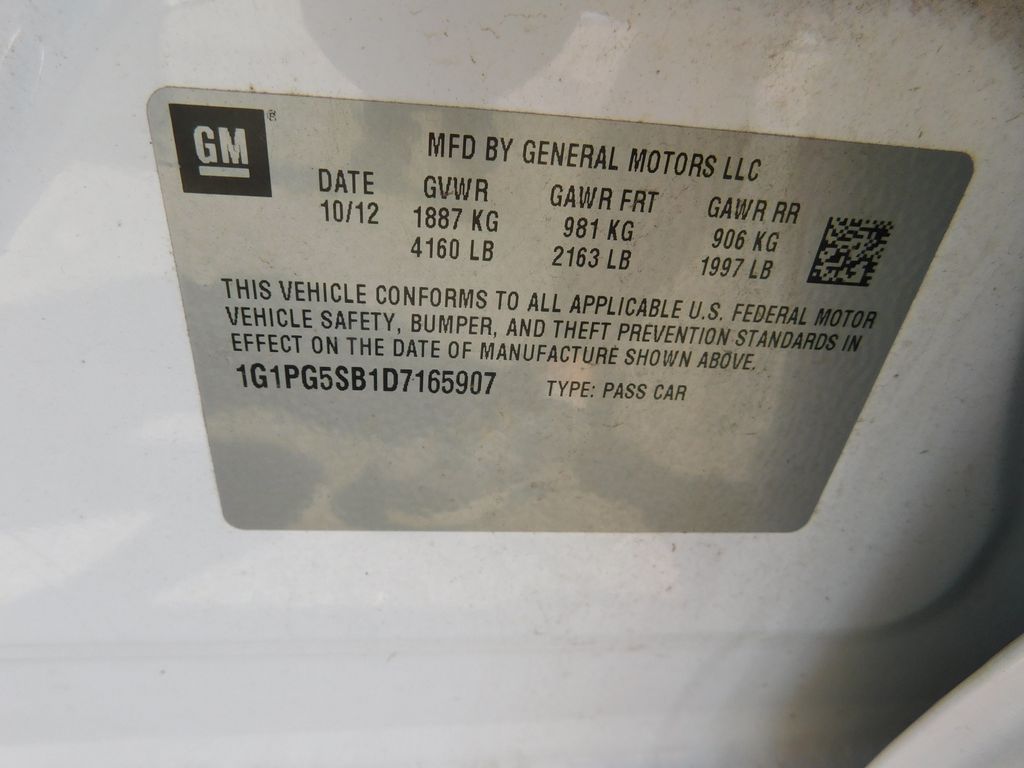 GM ®
MFD BY GENERAL MOTORS LLC
DATE GVWR GAWR FRT GAWR RR
10/12 1887 KG 981 KG 906 KG
4160 LB 2163 LB 1997 LB
THIS VEHICLE CONFORMS TO ALL APPLICABLE U.S. FEDERAL MOTOR
VEHICLE SAFETY, BUMPER, AND THEFT PREVENTION STANDARDS IN
EFFECT ON THE DATE OF MANUFACTURE SHOWN ABOVE.
1G1PG5SB1D7165907 TYPE: PASS CAR